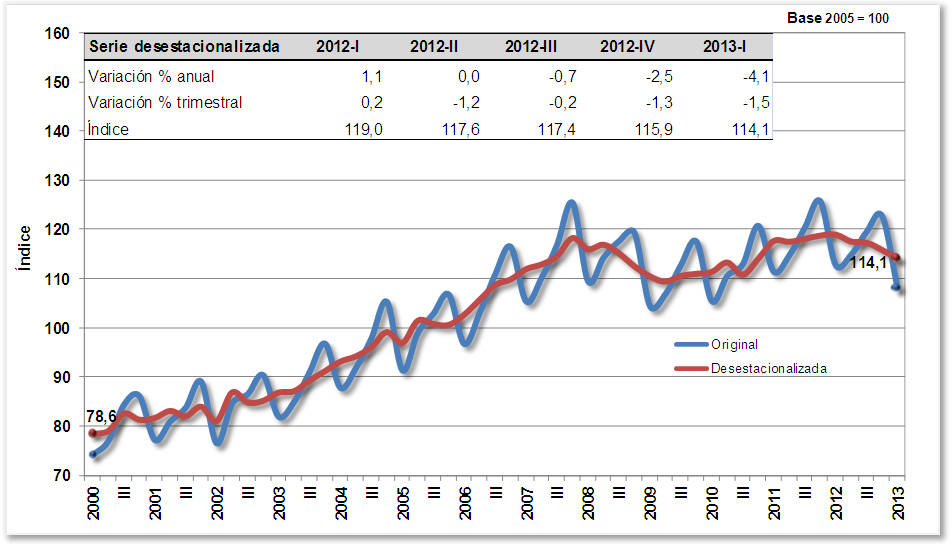 Base 2005 = 100
Serie desestacionalizada 2012-I 2012-II 2012-III 2012-IV 2013-I
Variación % anual 1,1 0,0 -0,7 -2,5 -4,1
Variación % trimestral 0,2 -1,2 -0,2 -1,3 -1,5
Índice 119,0 117,6 117,4 115,9 114,1
160
150
140
130
120
110
100
90
80
70
Índice
78,6
114,1
Original
Desestacionalizada
2000 III 2001 III 2002 III 2003 III 2004 III 2005 III 2006 III 2007 III 2008 III 2009 III 2010 III 2011 III 2012 III 2013